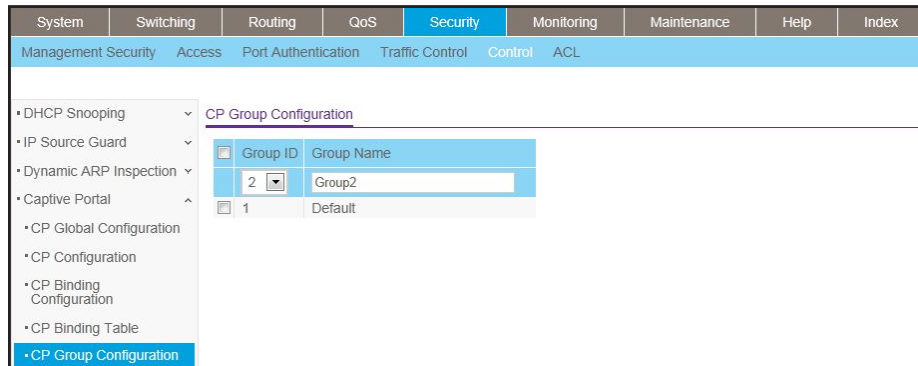 System Switching Routing QoS Security Monitoring Maintenance Help Index
Management Security Access Port Authentication Traffic Control Control ACL
DHCP Snooping
IP Source Guard
Dynamic ARP Inspection
Captive Portal
CP Global Configuration
CP Configuration
CP Binding
Configuration
CP Binding Table
CP Group Configuration
CP Group Configuration
Group ID Group Name
2 Group2
1 Default